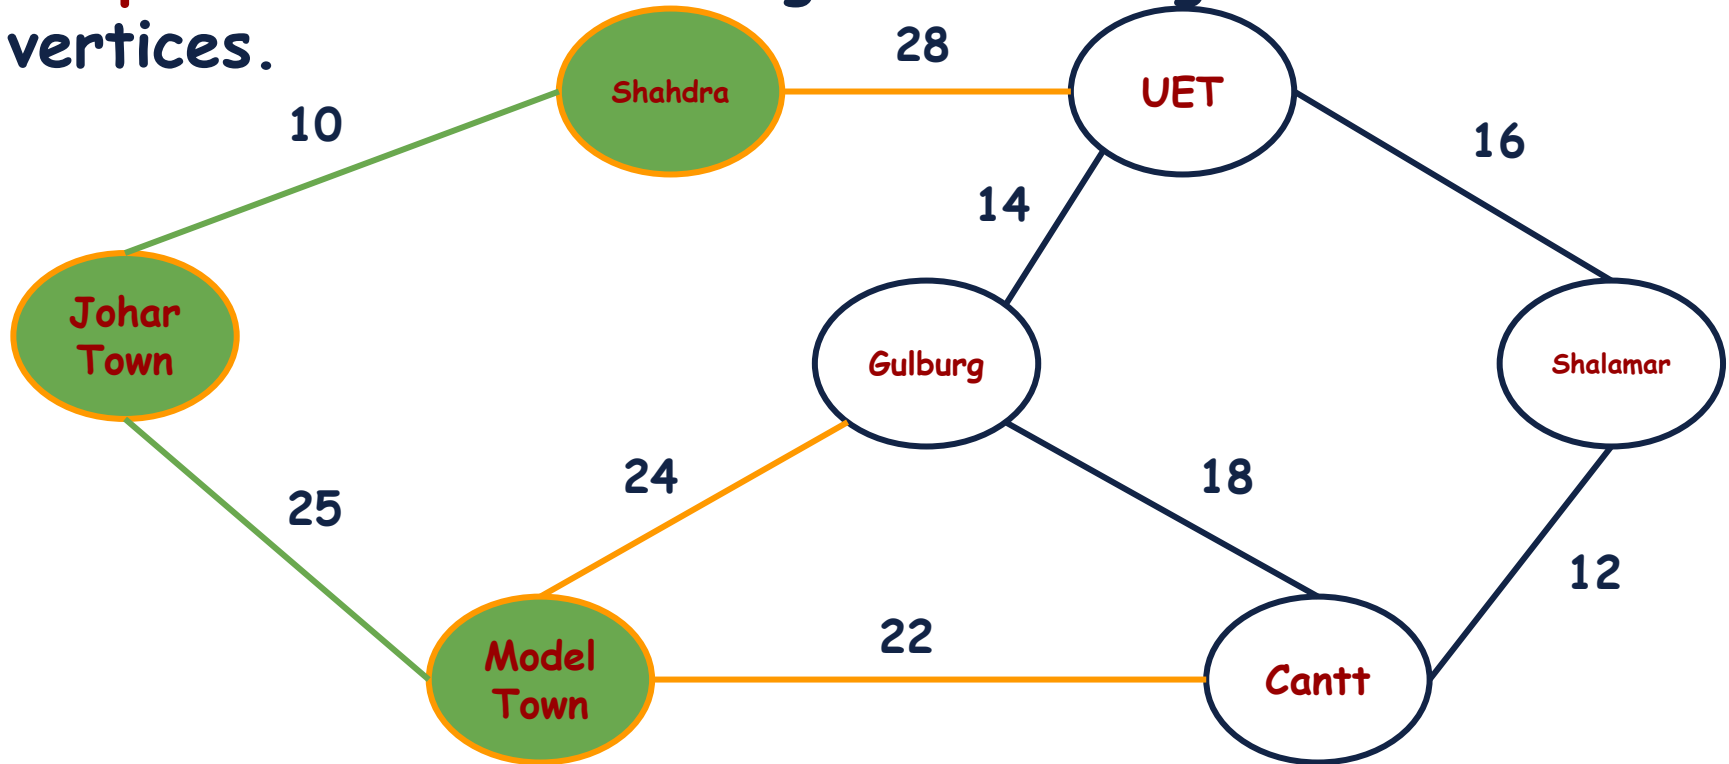 vertices.
28
Shahdra
UET
10
16
14
Johar
Town
Gulburg
Shalamar
24
18
25
12
22
Model
Town
Cantt